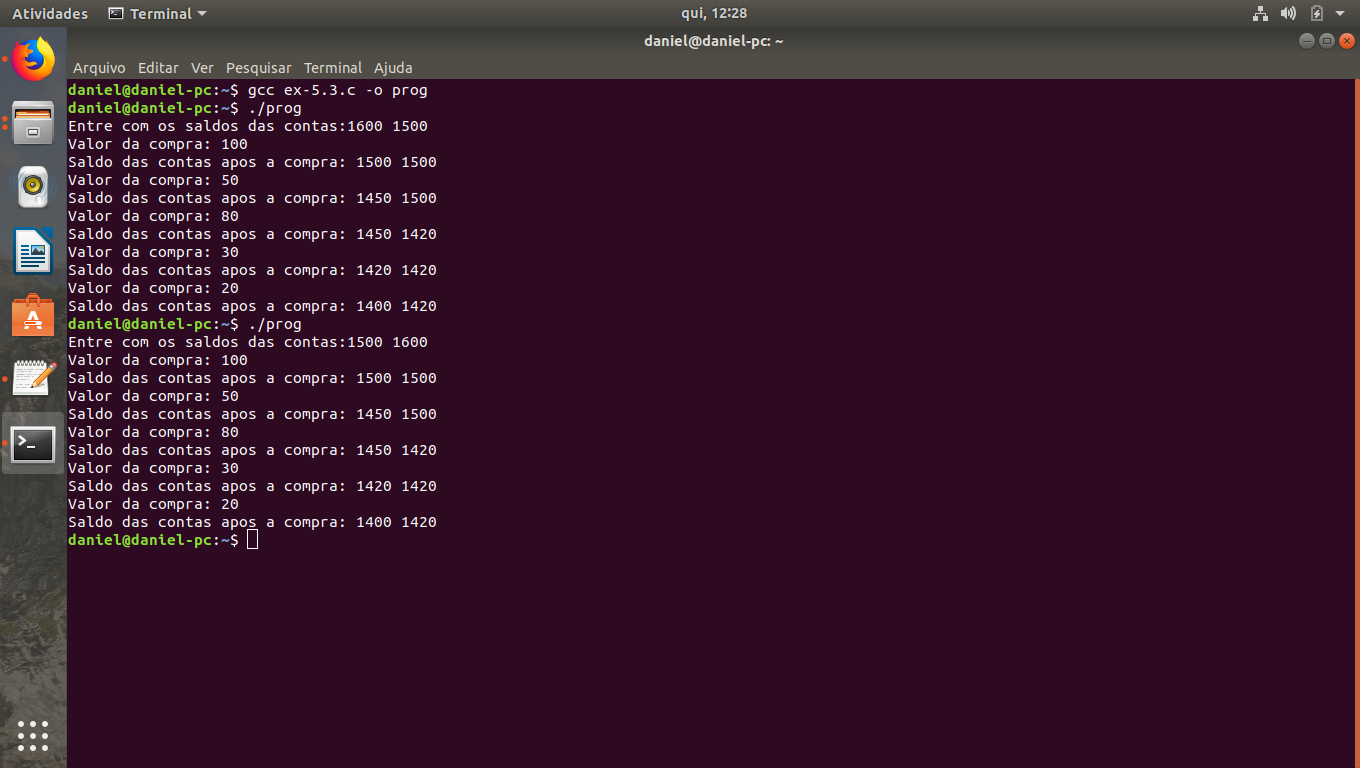 Atividades Terminal qui, 12:28
daniel@daniel-pc: ~
Arquivo Editar Ver Pesquisar Terminal Ajuda
daniel@daniel-pc:~$ gcc ex-5.3.c -o prog
daniel@daniel-pc:~$ ./prog
Entre com os saldos das contas:1600 1500
Valor da compra: 100
Saldo das contas apos a compra: 1500 1500
Valor da compra: 50
Saldo das contas apos a compra: 1450 1500
Valor da compra: 80
Saldo das contas apos a compra: 1450 1420
Valor da compra: 30
Saldo das contas apos a compra: 1420 1420
Valor da compra: 20
Saldo das contas apos a compra: 1400 1420
daniel@daniel-pc:~$ ./prog
Entre com os saldos das contas:1500 1600
Valor da compra: 100
Saldo das contas apos a compra: 1500 1500
Valor da compra: 50
Saldo das contas apos a compra: 1450 1500
Valor da compra: 80
Saldo das contas apos a compra: 1450 1420
Valor da compra: 30
Saldo das contas apos a compra: 1420 1420
Valor da compra: 20
Saldo das contas apos a compra: 1400 1420
daniel@daniel-pc:~$